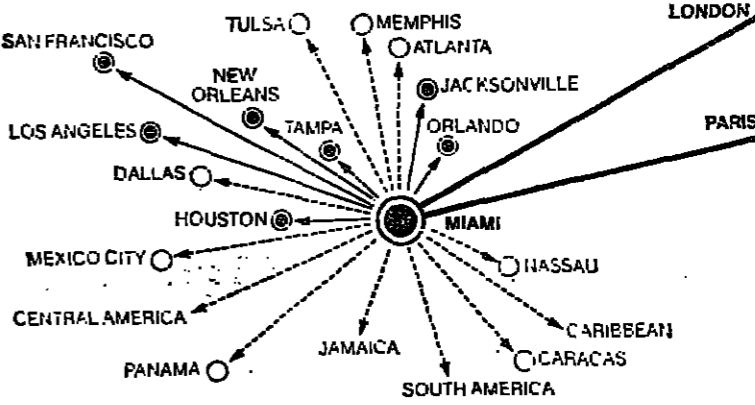 LONDON
TULSA
MEMPHIS
SAN FRANCISCO
ATLANTA
NEW
ORLEANS
JACKSONVILLE
LOS ANGELES
TAMPA
ORLANDO
PARIS
DALLAS
HOUSTON
MIAMI
MEXICO CITY
NASSAU
CENTRAL AMERICA
CARIBBEAN
JAMAICA
CARACAS
PANAMA
SOUTH AMERICA